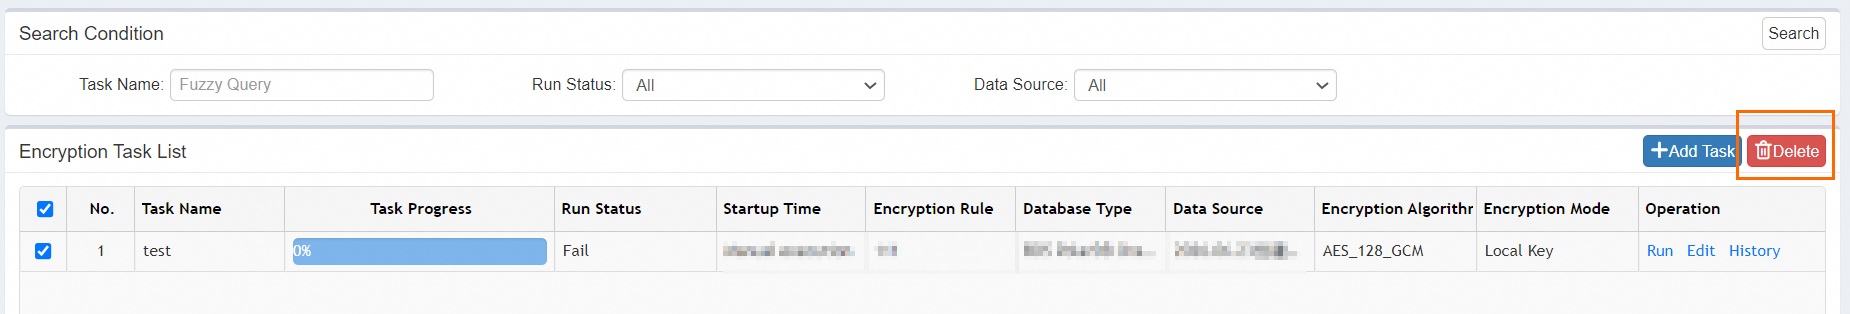 Search Condition
Search
Task Name: Fuzzy Query Run Status: All Data Source: All
Encryption Task List
Add Task Delete
No. Task Name Task Progress Run Status Startup Time Encryption Rule Database Type Data Source Encryption Algorithr Encryption Mode Operation
1 test 0% Fail AES_128_GCM Local Key Run Edit History